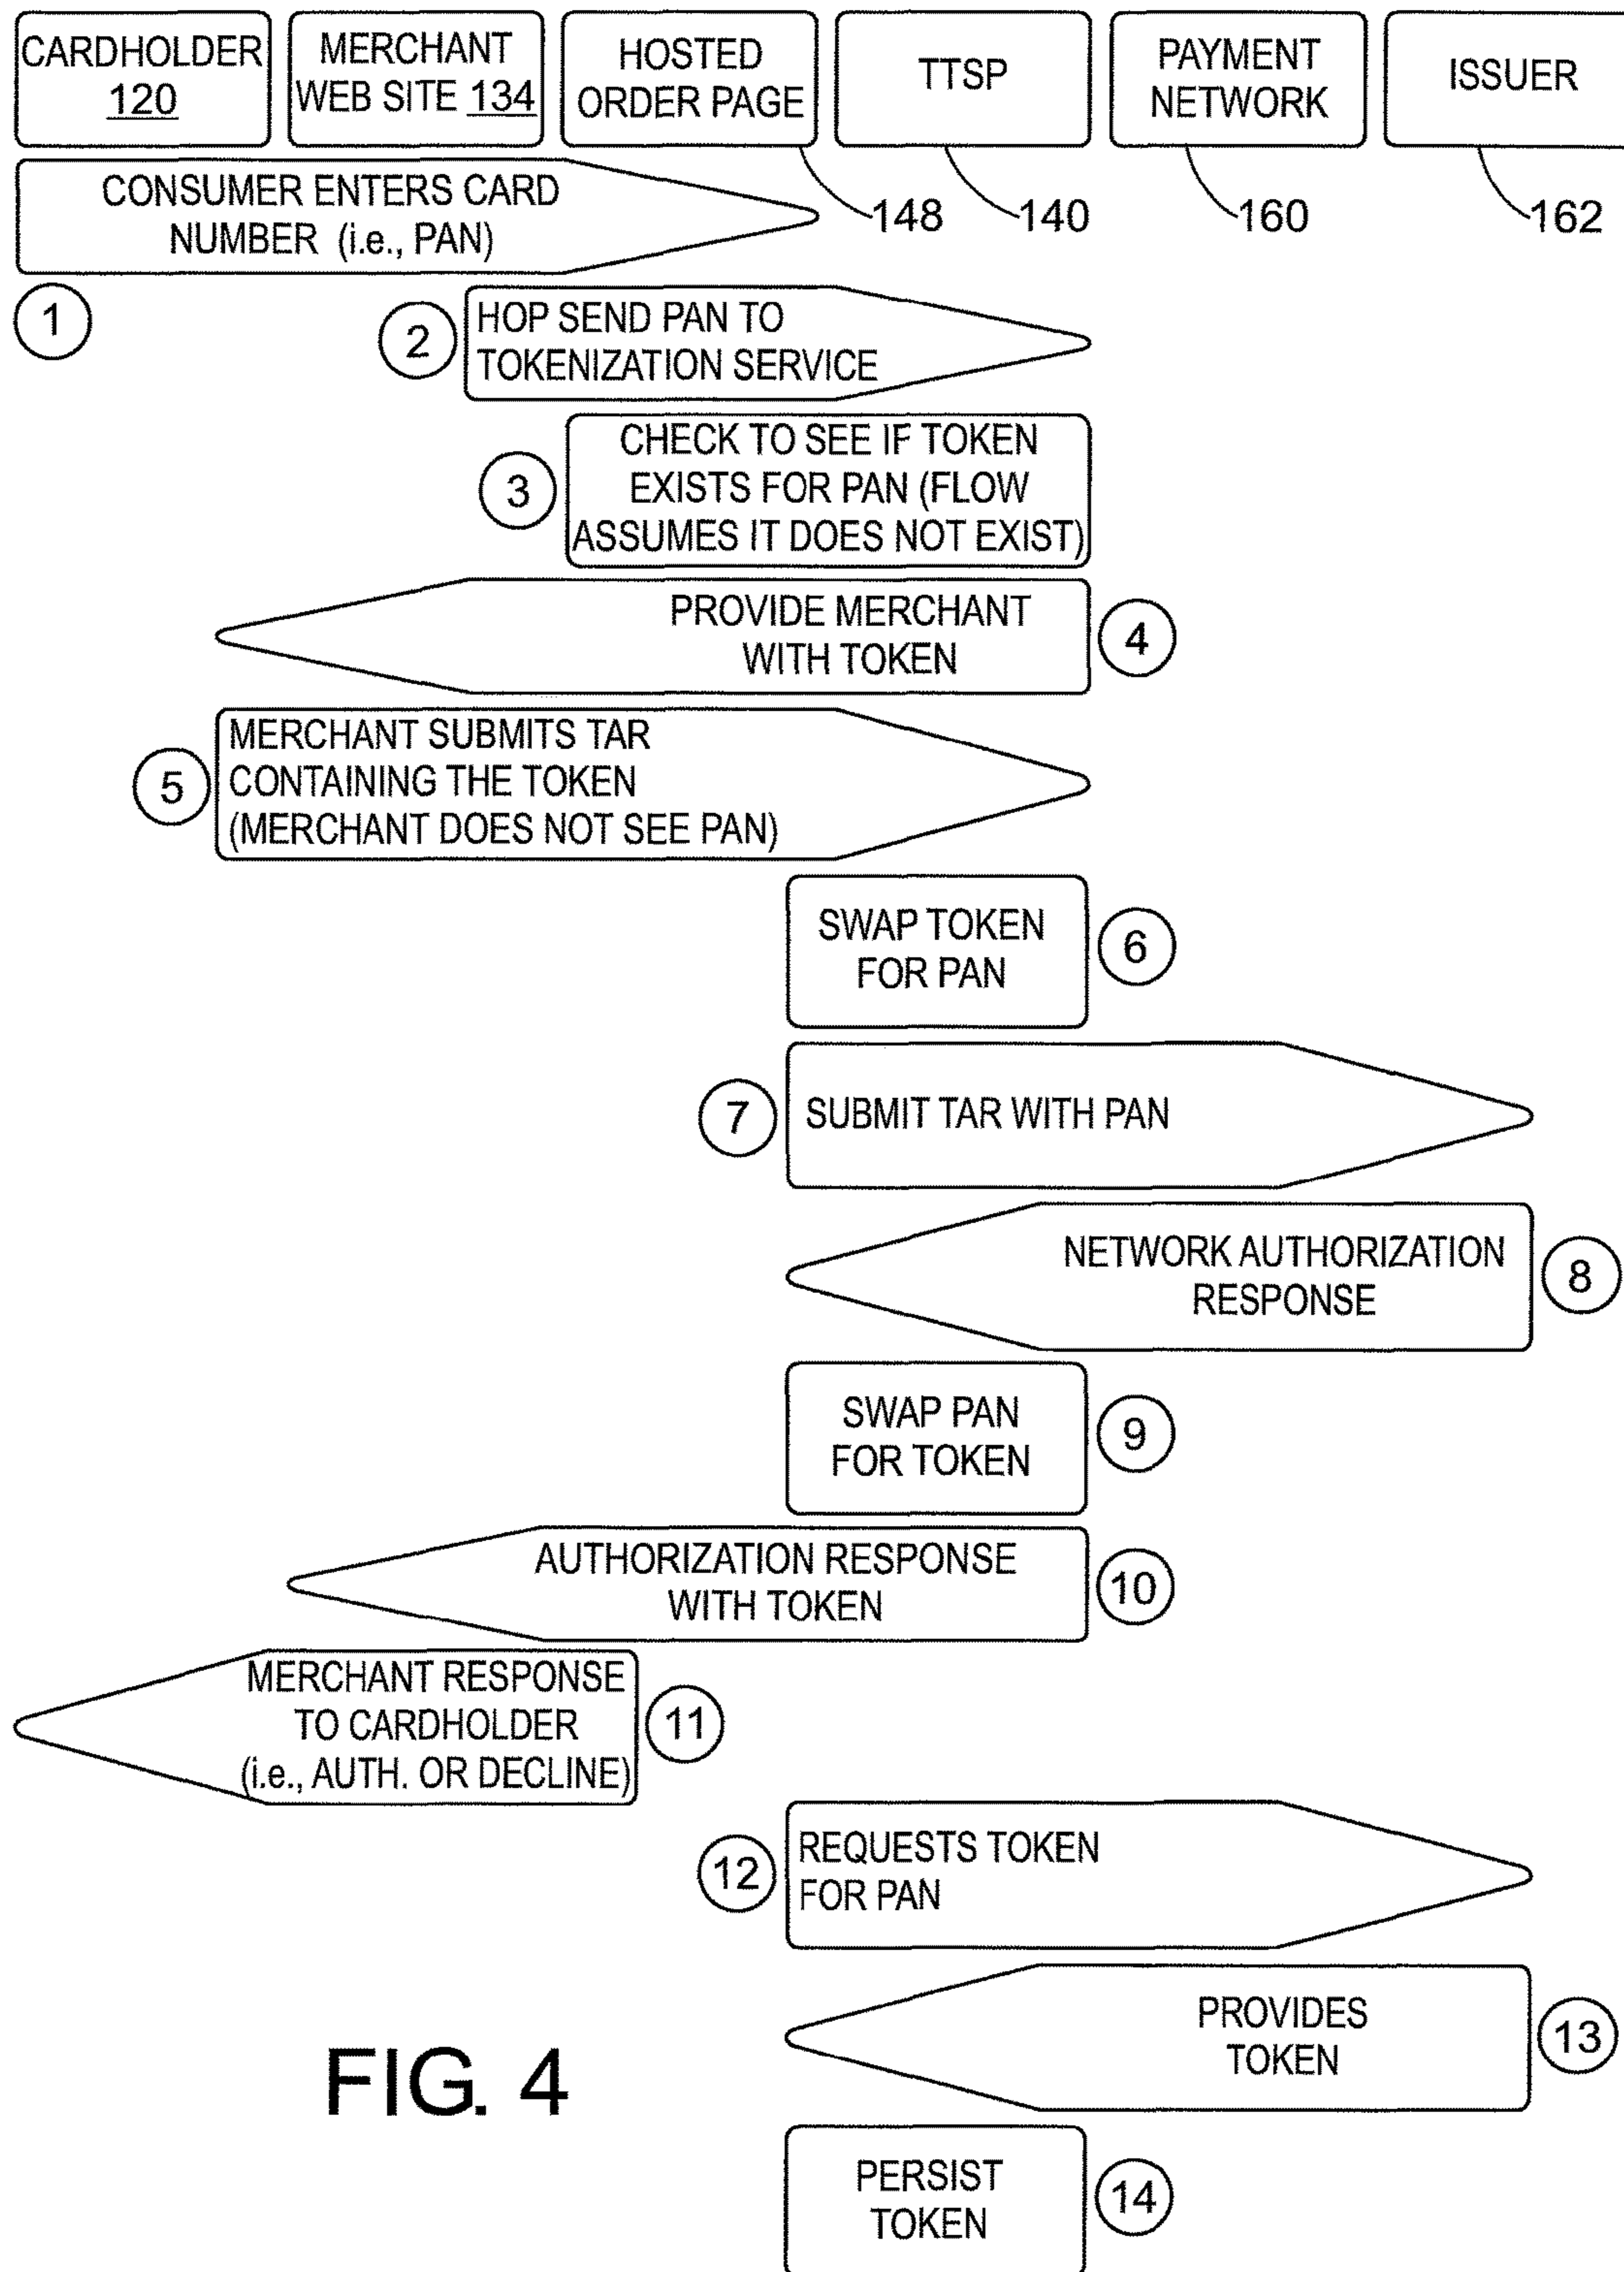 CARDHOLDER
120
MERCHANT
WEB SITE 134
HOSTED
ORDER PAGE
TTSP
PAYMENT
NETWORK
ISSUER
148
140
160
162
CONSUMER ENTERS CARD
NUMBER (i.e., PAN)
1
2
HOP SEND PAN TO
TOKENIZATION SERVICE
3
CHECK TO SEE IF TOKEN
EXISTS FOR PAN (FLOW
ASSUMES IT DOES NOT EXIST)
PROVIDE MERCHANT
WITH TOKEN
4
5
MERCHANT SUBMITS TAR
CONTAINING THE TOKEN
(MERCHANT DOES NOT SEE PAN)
SWAP TOKEN
FOR PAN
6
7
SUBMIT TAR WITH PAN
NETWORK AUTHORIZATION
RESPONSE
8
SWAP PAN
FOR TOKEN
9
AUTHORIZATION RESPONSE
WITH TOKEN
10
MERCHANT RESPONSE
TO CARDHOLDER
(i.e., AUTH. OR DECLINE)
11
12
REQUESTS TOKEN
FOR PAN
PROVIDES
TOKEN
13
FIG. 4
PERSIST
TOKEN
14